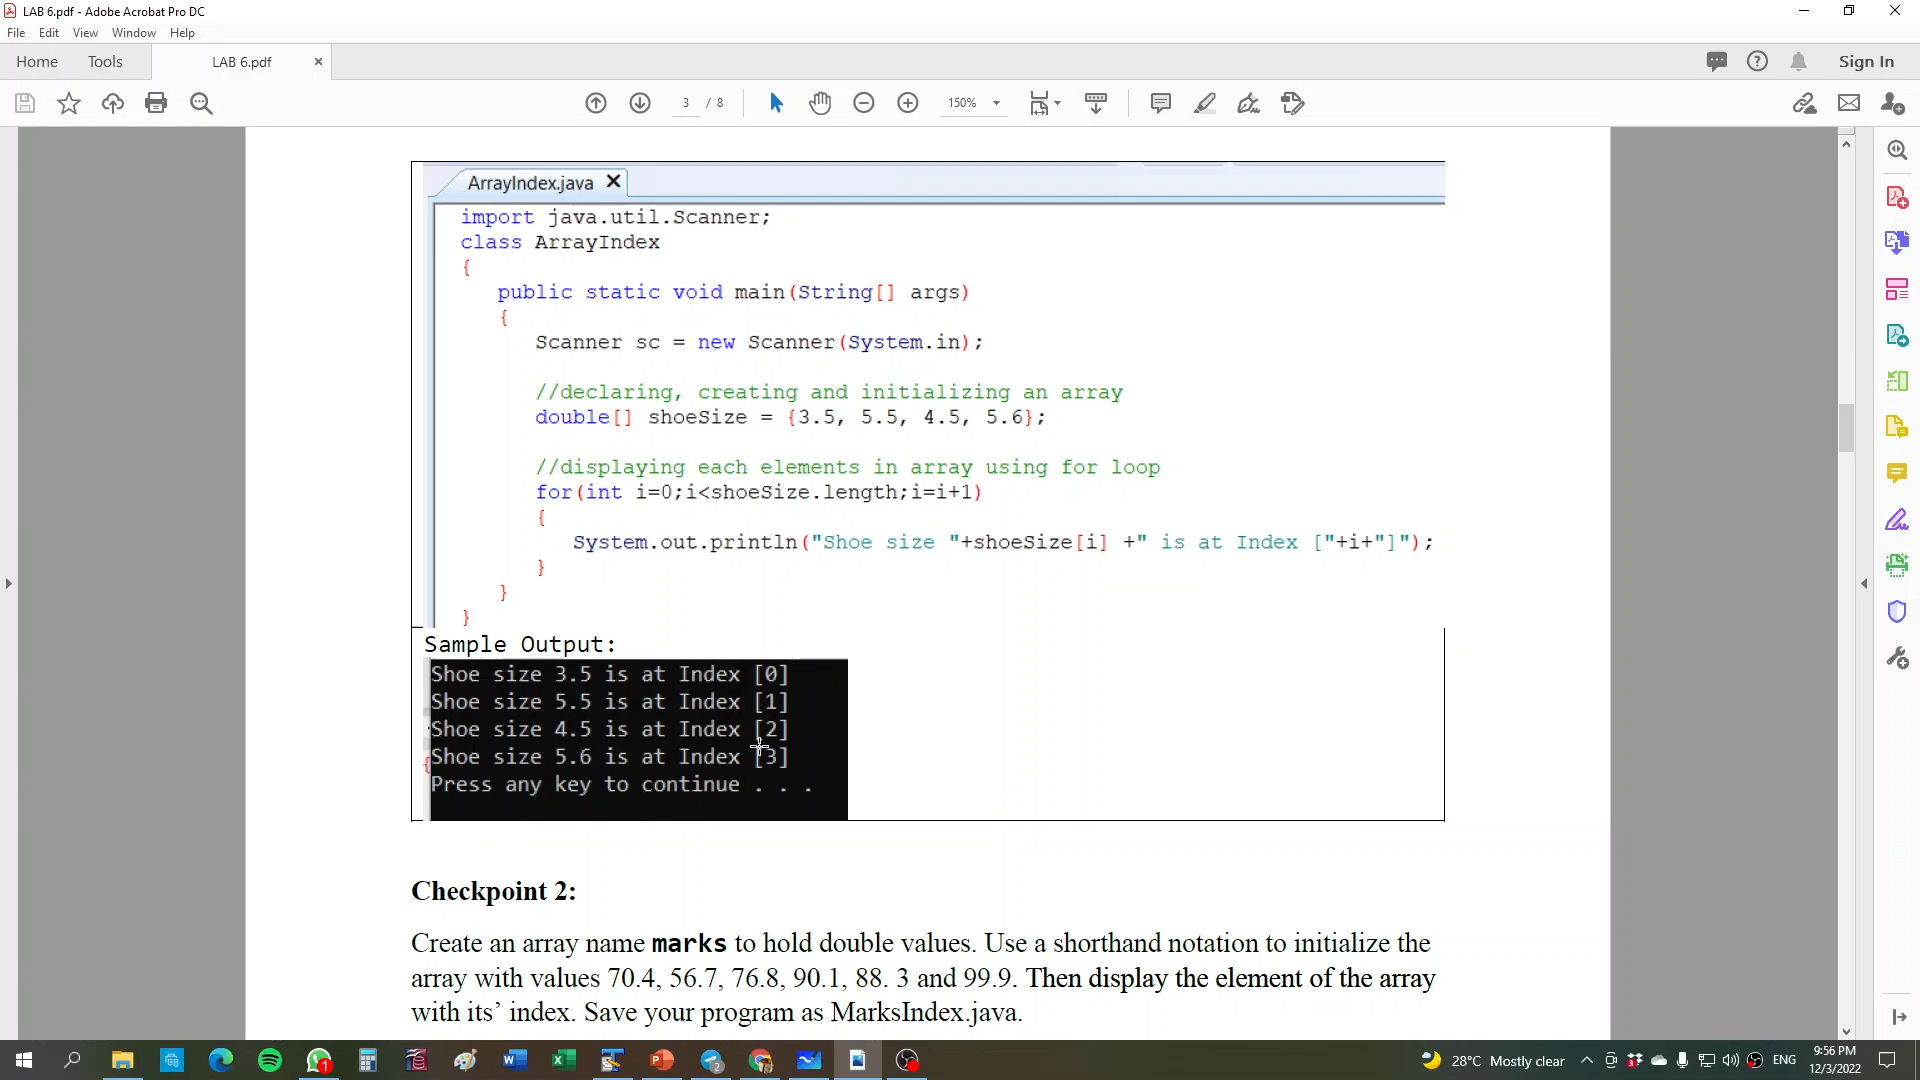 LAB 6.pdf - Adobe Acrobat Pro DC
File Edit View Window Help
Home Tools LAB 6.pdf × Sign In
3 / 8 150%
ArrayIndex.java X
import java.util.Scanner;
class ArrayIndex
{
public static void main(String[] args)
{
Scanner sc = new Scanner(System.in);
//declaring, creating and initializing an array
double[] shoeSize = {3.5, 5.5, 4.5, 5.6};
//displaying each elements in array using for loop
for(int i=0;i<shoeSize.length;i=i+1)
{
System.out.println("Shoe size "+shoeSize[i] +" is at Index ["+i+"]");
}
}
}
Sample Output:
Shoe size 3.5 is at Index [0]
Shoe size 5.5 is at Index [1]
Shoe size 4.5 is at Index [2]
Shoe size 5.6 is at Index [3]
Press any key to continue . . .
Checkpoint 2:
Create an array name marks to hold double values. Use a shorthand notation to initialize the
array with values 70.4, 56.7, 76.8, 90.1, 88. 3 and 99.9. Then display the element of the array
with its’ index. Save your program as MarksIndex.java.
28°C Mostly clear ENG 9:56 PM
12/3/2022